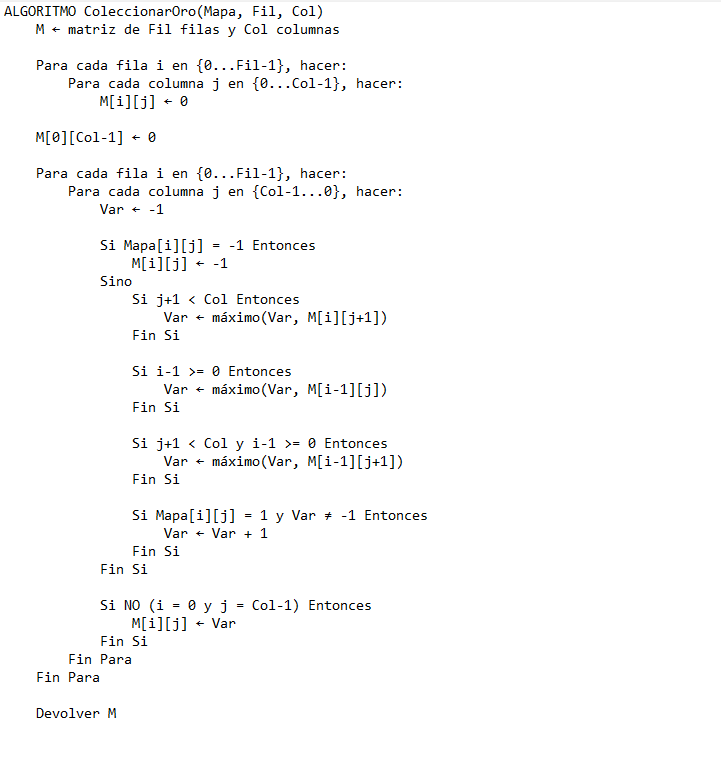 ALGORITMO ColeccionarOro(Mapa, Fil, Col)
    M ← matriz de Fil filas y Col columnas
    Para cada fila i en {0...Fil-1}, hacer:
        Para cada columna j en {0...Col-1}, hacer:
            M[i][j] ← 0
    M[0][Col-1] ← 0
    Para cada fila i en {0...Fil-1}, hacer:
        Para cada columna j en {Col-1...0}, hacer:
            Var ← -1
            Si Mapa[i][j] = -1 Entonces
                M[i][j] ← -1
            Sino
                Si j+1 < Col Entonces
                    Var ← máximo(Var, M[i][j+1])
                Fin Si
                Si i-1 >= 0 Entonces
                    Var ← máximo(Var, M[i-1][j])
                Fin Si
                Si j+1 < Col y i-1 >= 0 Entonces
                    Var ← máximo(Var, M[i-1][j+1])
                Fin Si
                Si Mapa[i][j] = 1 y Var ≠ -1 Entonces
                    Var ← Var + 1
                Fin Si
            Fin Si
            Si NO (i = 0 y j = Col-1) Entonces
                M[i][j] ← Var
            Fin Si
        Fin Para
    Fin Para
    Devolver M